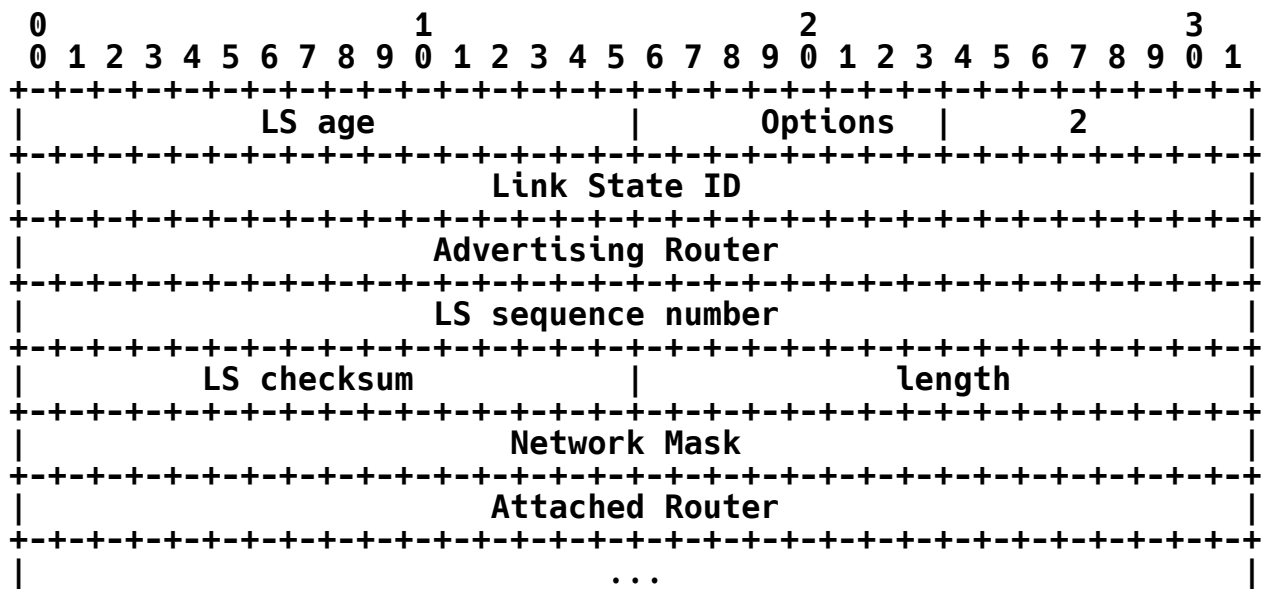 0                   1                   2                   3
0 1 2 3 4 5 6 7 8 9 0 1 2 3 4 5 6 7 8 9 0 1 2 3 4 5 6 7 8 9 0 1
+-+-+-+-+-+-+-+-+-+-+-+-+-+-+-+-+-+-+-+-+-+-+-+-+-+-+-+-+-+-+-+-+
|            LS age             |      Options  |      2        |
+-+-+-+-+-+-+-+-+-+-+-+-+-+-+-+-+-+-+-+-+-+-+-+-+-+-+-+-+-+-+-+-+
|                        Link State ID                          |
+-+-+-+-+-+-+-+-+-+-+-+-+-+-+-+-+-+-+-+-+-+-+-+-+-+-+-+-+-+-+-+-+
|                     Advertising Router                        |
+-+-+-+-+-+-+-+-+-+-+-+-+-+-+-+-+-+-+-+-+-+-+-+-+-+-+-+-+-+-+-+-+
|                     LS sequence number                        |
+-+-+-+-+-+-+-+-+-+-+-+-+-+-+-+-+-+-+-+-+-+-+-+-+-+-+-+-+-+-+-+-+
|         LS checksum           |             length            |
+-+-+-+-+-+-+-+-+-+-+-+-+-+-+-+-+-+-+-+-+-+-+-+-+-+-+-+-+-+-+-+-+
|                         Network Mask                          |
+-+-+-+-+-+-+-+-+-+-+-+-+-+-+-+-+-+-+-+-+-+-+-+-+-+-+-+-+-+-+-+-+
|                        Attached Router                        |
+-+-+-+-+-+-+-+-+-+-+-+-+-+-+-+-+-+-+-+-+-+-+-+-+-+-+-+-+-+-+-+-+
|                              ...                              |